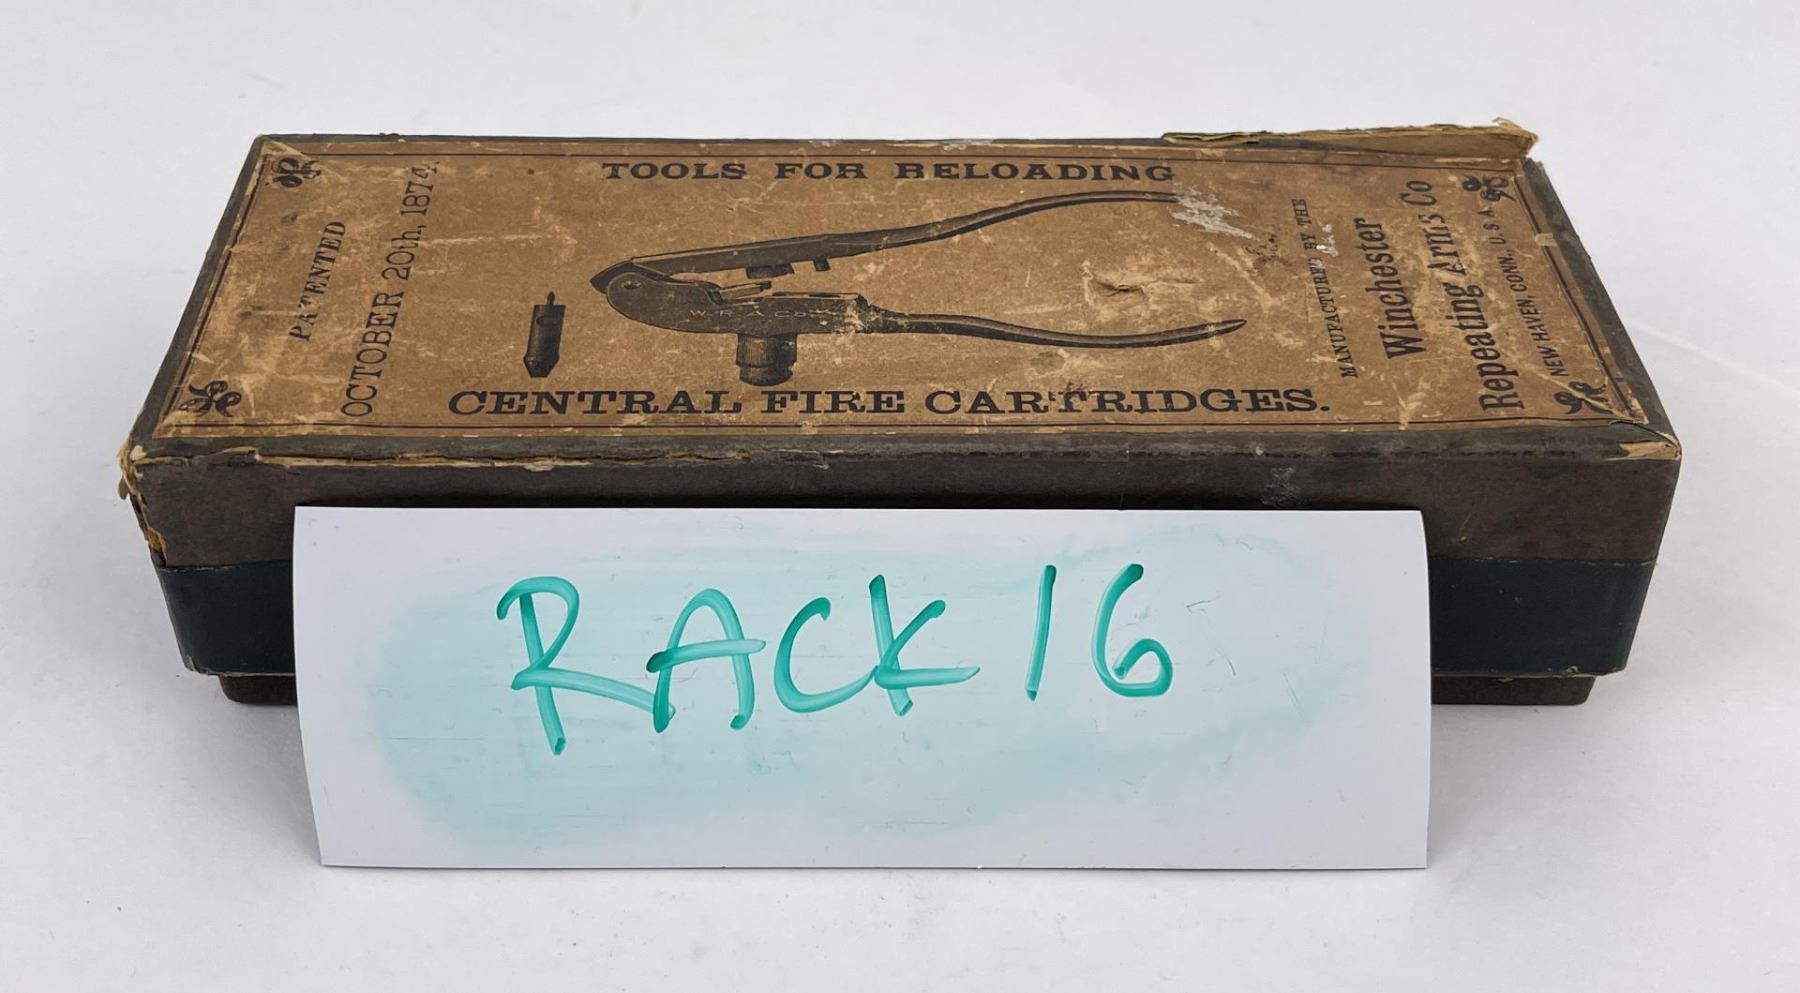 TOOLS FOR RELOADING
PATENTED
OCTOBER 20th, 1874.
W.R.A.CO.
MANUFACTURED BY THE
Winchester
Repeating Arms Co
NEW HAVEN, CONN., U.S.A.
CENTRAL FIRE CARTRIDGES.
RACK 16